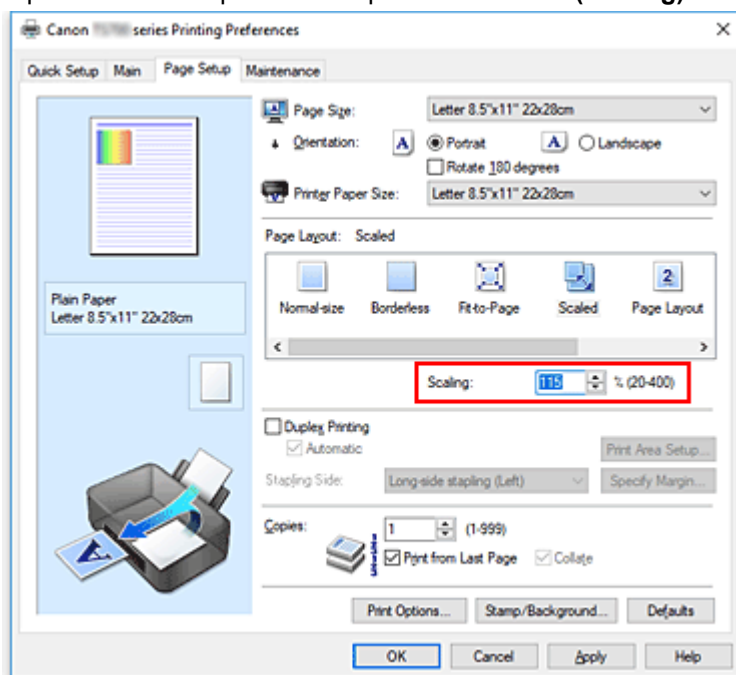 Canon series Printing Preferences
Quick Setup Main Page Setup Maintenance
Page Size: Letter 8.5"x11" 22x28cm
Orientation: A Portrait A Landscape
Rotate 180 degrees
Printer Paper Size: Letter 8.5"x11" 22x28cm
Page Layout: Scaled
Normal-size Borderless Fit-to-Page Scaled 2 Page Layout
Plain Paper
Letter 8.5"x11" 22x28cm
Scaling: 115 % (20-400)
Duplex Printing
Automatic Print Area Setup...
Stapling Side: Long-side stapling (Left) Specify Margin...
Copies: 1 (1-999)
Print from Last Page Collate
A
Print Options... Stamp/Background... Defaults
OK Cancel Apply Help